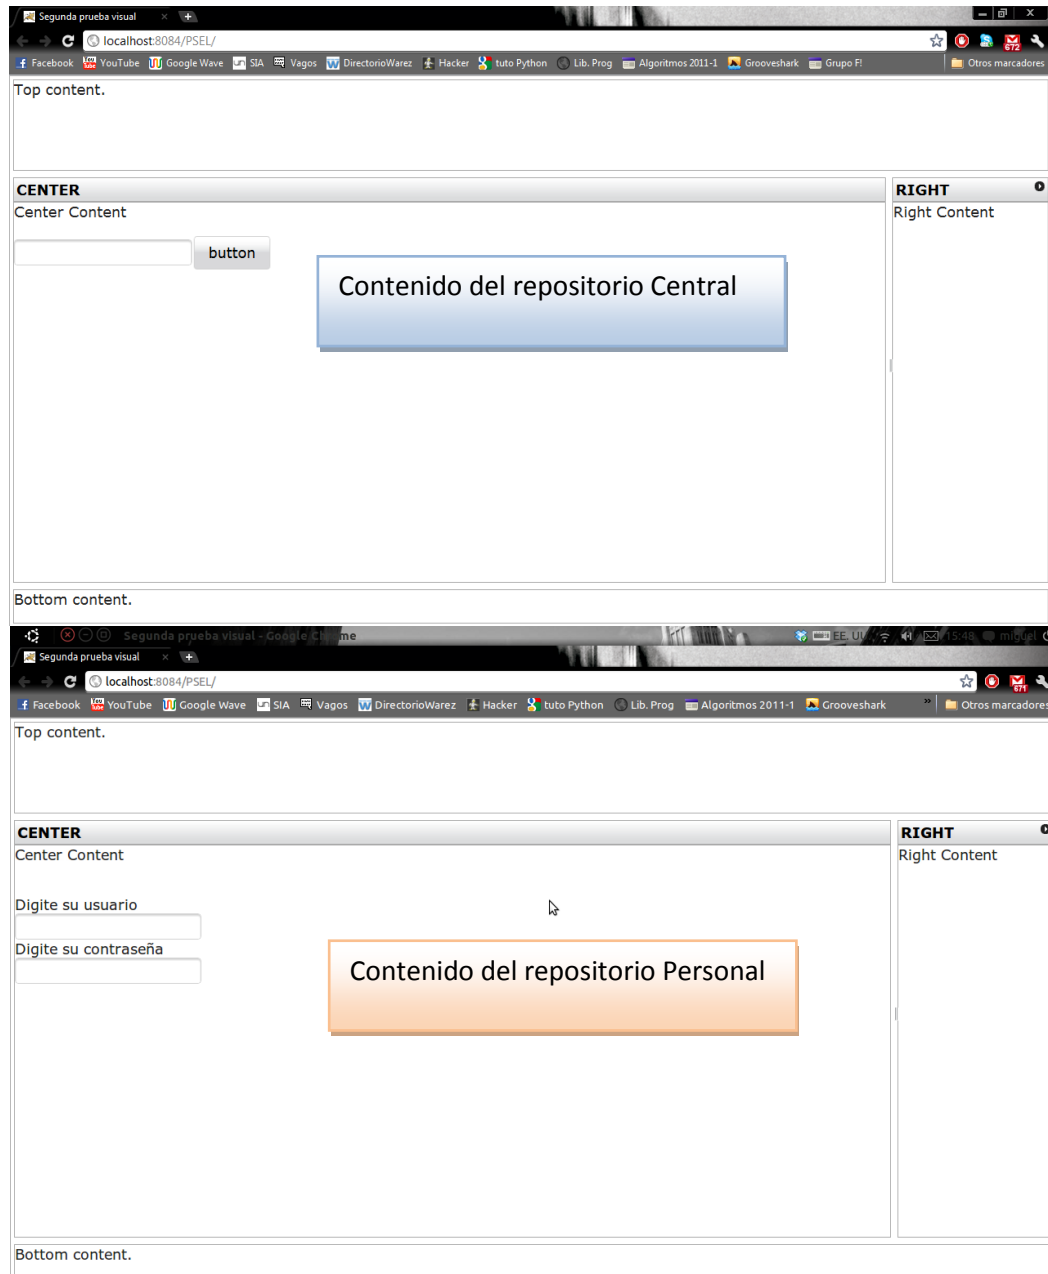 Segunda prueba visual
localhost:8084/PSEL/
672
Facebook YouTube Google Wave SIA Vagos DirectorioWarez Hacker tuto Python Lib. Prog Algoritmos 2011-1 Grooveshark Grupo F! Otros marcadores
Top content.
CENTER RIGHT
Center Content Right Content
button
Contenido del repositorio Central
Bottom content.
Segunda prueba visual - Google Chrome EE. UU. 15:48 miguel
Segunda prueba visual
localhost:8084/PSEL/
671
Facebook YouTube Google Wave SIA Vagos DirectorioWarez Hacker tuto Python Lib. Prog Algoritmos 2011-1 Grooveshark » Otros marcadores
Top content.
CENTER RIGHT
Center Content Right Content
Digite su usuario
Digite su contraseña
Contenido del repositorio Personal
Bottom content.